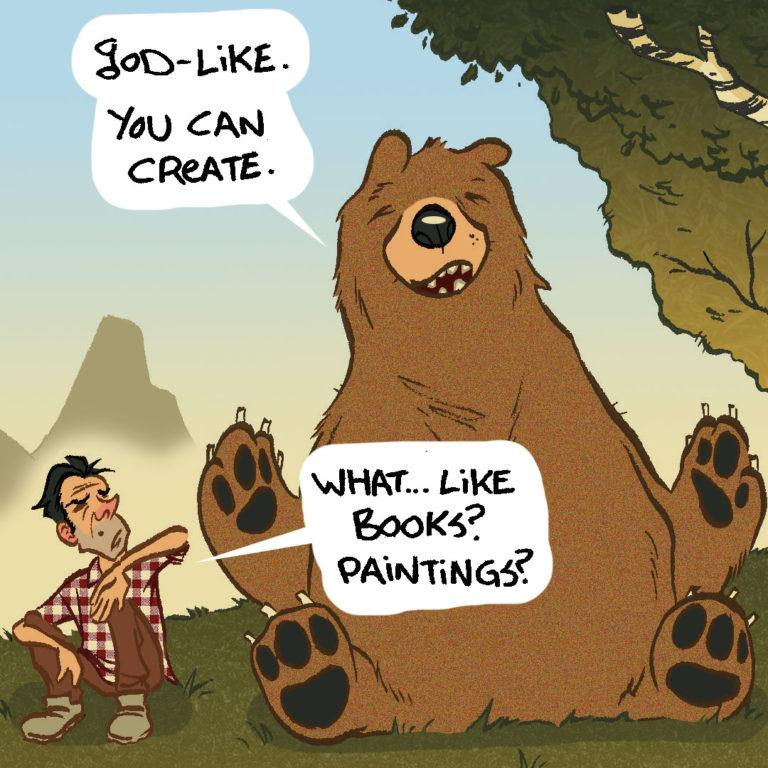 GOD-LIKE.
YOU CAN
CREATE.
WHAT... LIKE
BOOKS?
PAINTINGS?